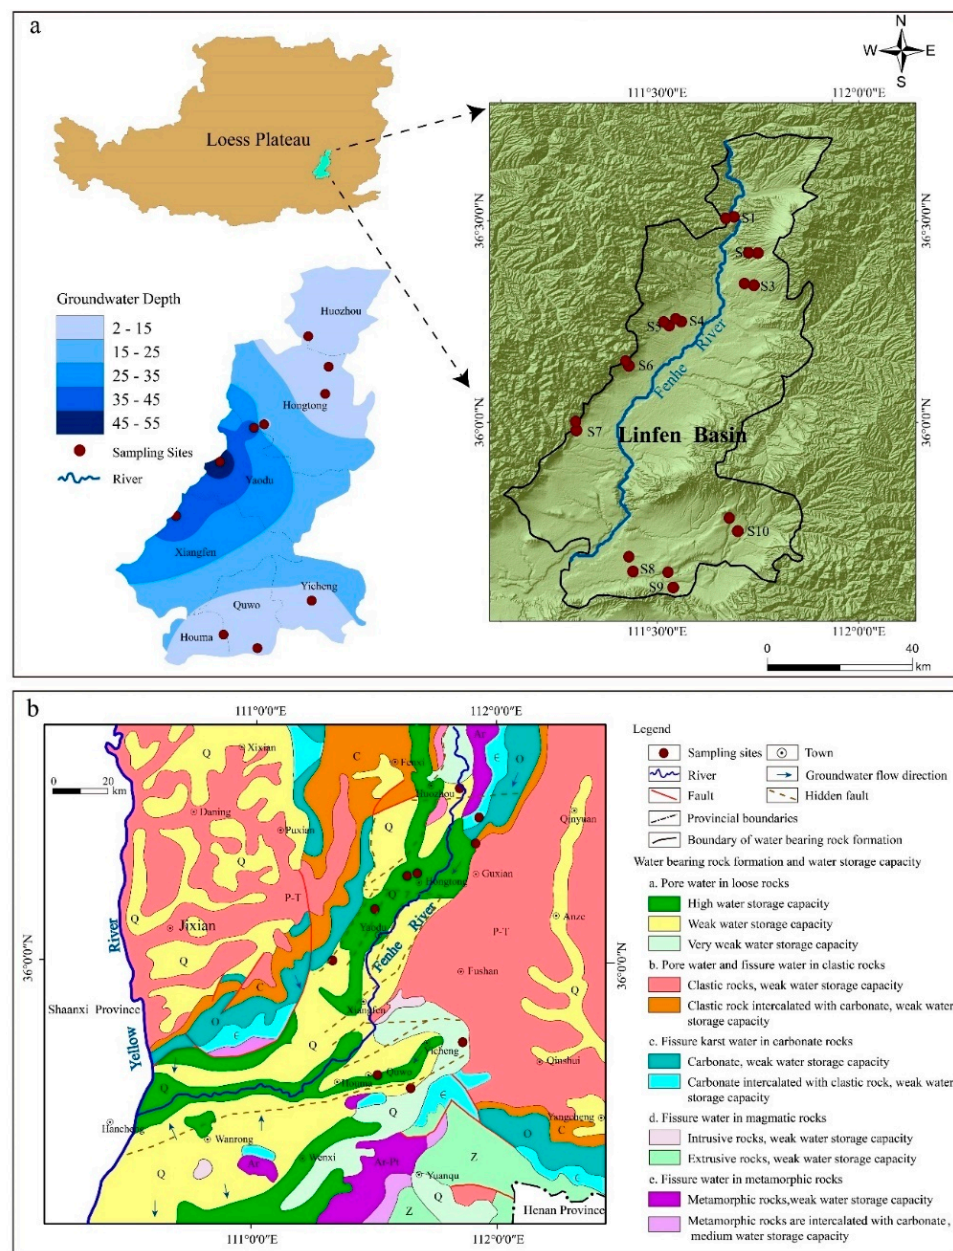 a
Loess Plateau
N
W E
S
111°30'0"E 112°0'0"E
36°30'0"N
36°0'0"N
S1
S3
S5
S4
S6
S7
Fenhe River
Linfen Basin
S10
S8
S9
111°30'0"E 112°0'0"E
0 40
km
Groundwater Depth
2 - 15
15 - 25
25 - 35
35 - 45
45 - 55
Sampling Sites
River
Huozhou
Hongtong
Yaodu
Xiangfen
Yicheng
Quwo
Houma
b
111°0'0"E 112°0'0"E
0 20
km
36°0'0"N
36°0'0"N
Q
Xixian
C
Fenxi
Ar
Є
O
Huozhou
Daning
Puxian
Qinyuan
Q
Q
Q
Hongtong
Guxian
P-T
P-T
Q
Jixian
Q
Yaodu
Anze
River
Fenhe River
Q
C
Fushan
Shaanxi Province
O
Є
Xiangfen
Q
Yellow
Q
Yicheng
Quwo
Houma
Qinshui
Q
Hancheng
Q
Є
Yangcheng
C
O
Wanrong
Q
Ar
Wenxi
Ar-Pt
Z
Yuanqu
Q
Є
Z
Henan Province
111°0'0"E 112°0'0"E
Legend
Sampling sites Town
River Groundwater flow direction
Fault Hidden fault
Provincial boundaries
Boundary of water bearing rock formation
Water bearing rock formation and water storage capacity
a. Pore water in loose rocks
High water storage capacity
Weak water storage capacity
Very weak water storage capacity
b. Pore water and fissure water in clastic rocks
Clastic rocks, weak water storage capacity
Clastic rock intercalated with carbonate, weak water
storage capacity
c. Fissure karst water in carbonate rocks
Carbonate, weak water storage capacity
Carbonate intercalated with clastic rock, weak water
storage capacity
d. Fissure water in magmatic rocks
Intrusive rocks, weak water storage capacity
Extrusive rocks, weak water storage capacity
e. Fissure water in metamorphic rocks
Metamorphic rocks,weak water storage capacity
Metamorphic rocks are intercalated with carbonate,
medium water storage capacity